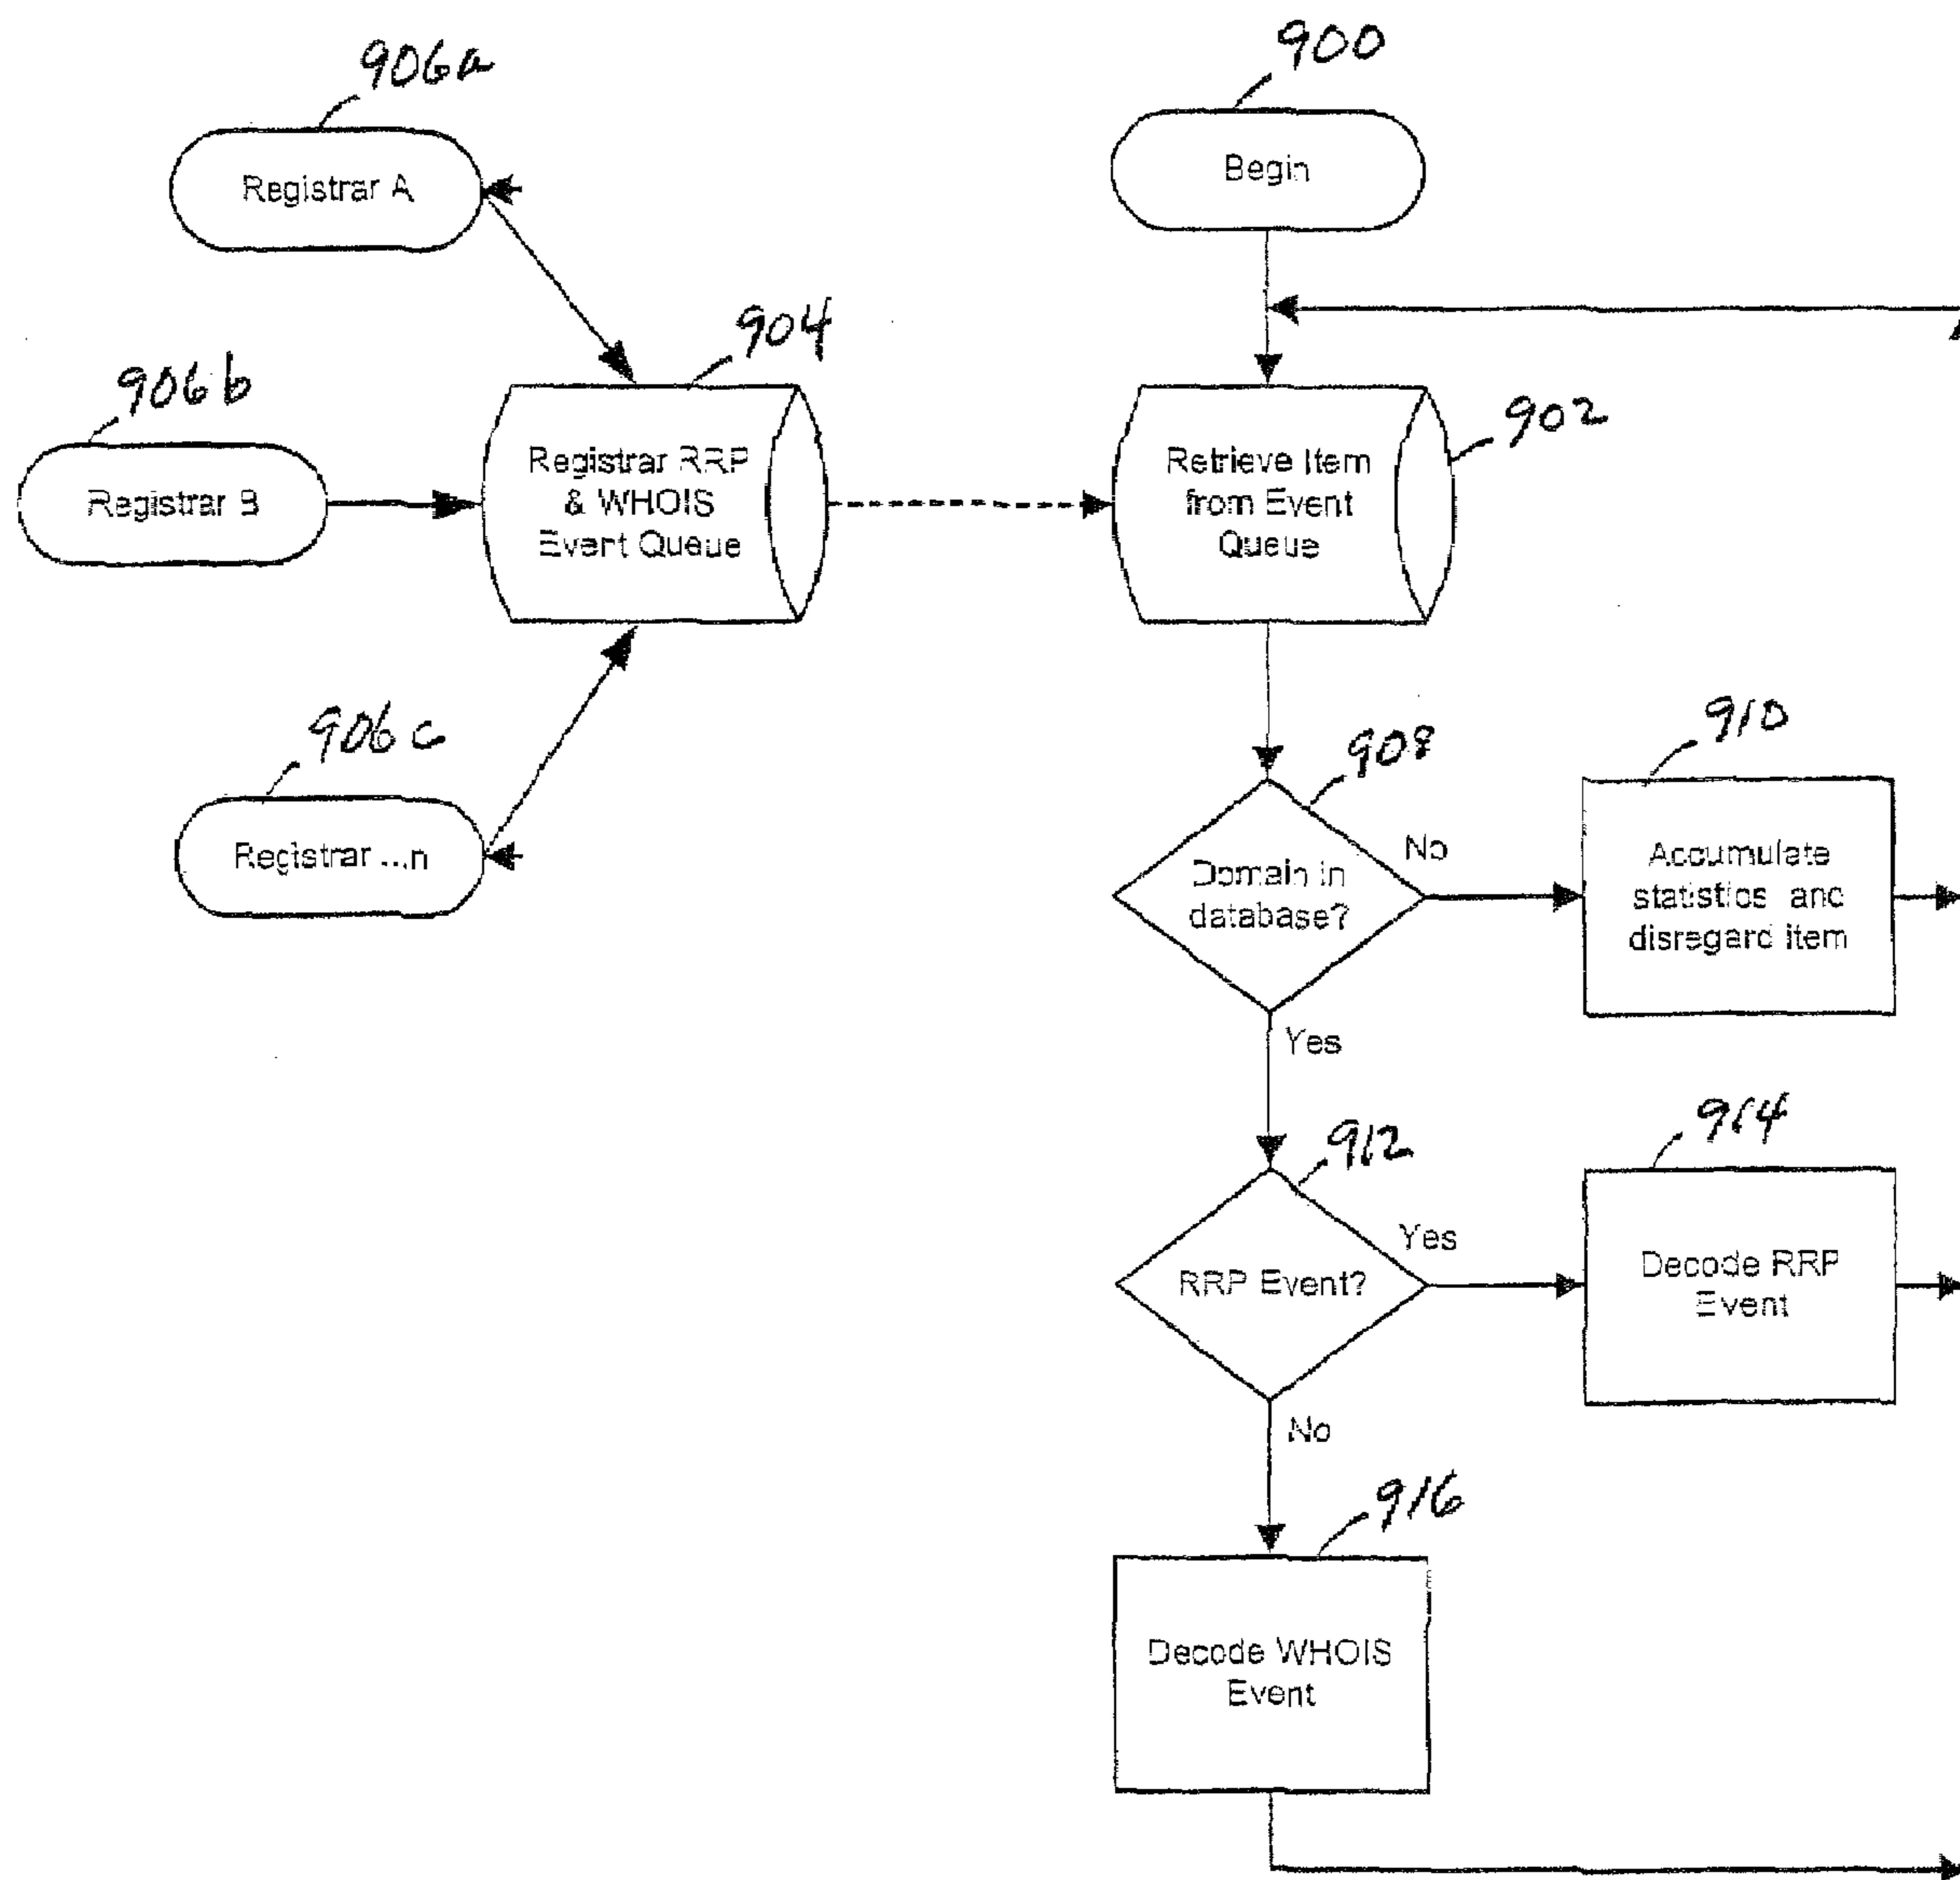 906a
900
Registrar A
Begin
904
906b
902
Registrar RRP
& WHOIS
Event Queue
Retrieve Item
from Event
Queue
Registrar B
906c
908
910
Registrar ...n
No
Domain in
database?
Accumulate
statistics and
disregard item
Yes
912
914
Yes
RRP Event?
Decode RRP
Event
No
916
Decode WHOIS
Event